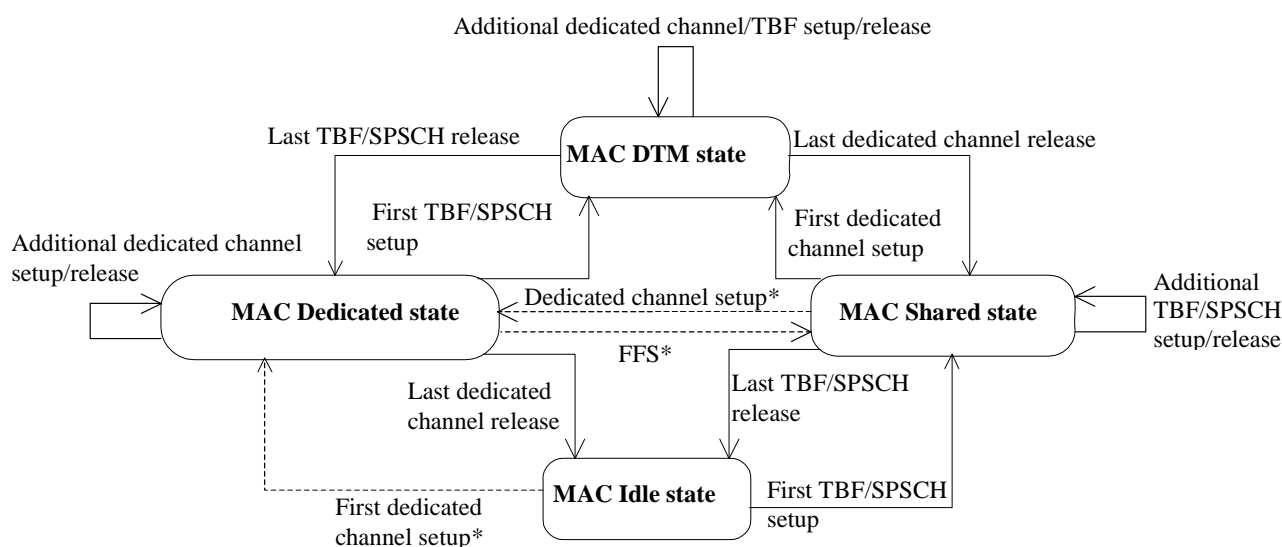 Additional dedicated channel/TBF setup/release
Last TBF/SPSCH release
MAC DTM state
Last dedicated channel release
First TBF/SPSCH
setup
First dedicated
channel setup
Additional dedicated channel
setup/release
MAC Dedicated state
Dedicated channel setup*
MAC Shared state
Additional
TBF/SPSCH
setup/release
FFS*
Last dedicated
channel release
Last TBF/SPSCH
release
MAC Idle state
First dedicated
channel setup*
First TBF/SPSCH
setup